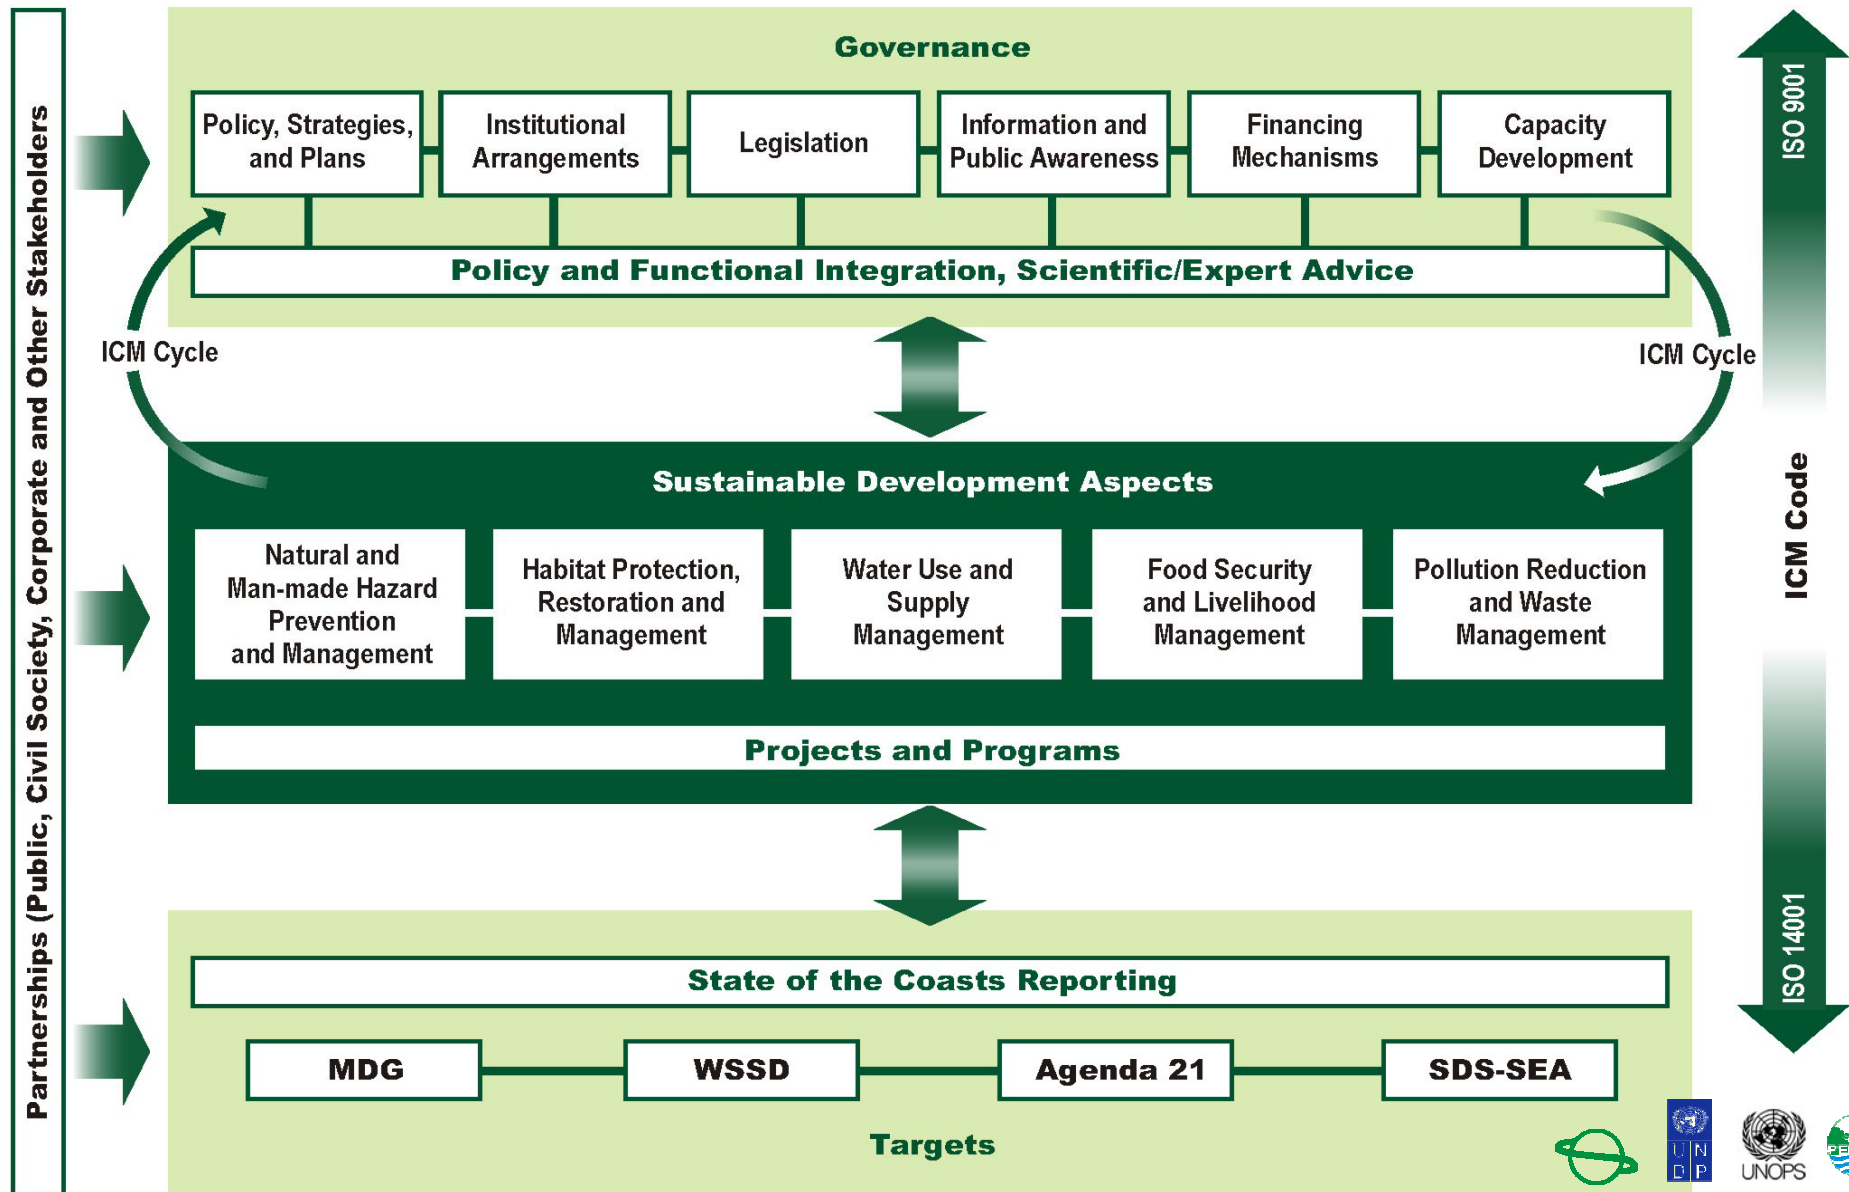 Partnerships (Public, Civil Society, Corporate and Other Stakeholders
Governance
Policy, Strategies,
and Plans
Institutional
Arrangements
Legislation
Information and
Public Awareness
Financing
Mechanisms
Capacity
Development
Policy and Functional Integration, Scientific/Expert Advice
ICM Cycle
ICM Cycle
Sustainable Development Aspects
Natural and
Man-made Hazard
Prevention
and Management
Habitat Protection,
Restoration and
Management
Water Use and
Supply
Management
Food Security
and Livelihood
Management
Pollution Reduction
and Waste
Management
Projects and Programs
State of the Coasts Reporting
MDG
WSSD
Agenda 21
SDS-SEA
Targets
ISO 9001
ICM Code
ISO 14001
U N
D P
UNOPS